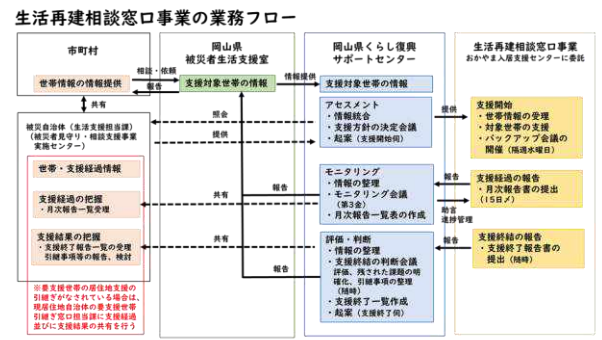 生活再建相談窓口事業の業務フロー
市町村
岡山県
被災者生活支援室
岡山県くらし復興
サポートセンター
生活再建相談窓口事業
おかやま入居支援センターに委託
世帯情報の情報提供
相談・依頼
報告
支援対象世帯の情報
情報提供
支援対象世帯の情報
共有
被災自治体（生活支援担当課）
（被災者見守り・相談支援事業
実施センター）
照会
提供
アセスメント
・情報統合
・支援方針の決定会議
・起案（支援開始伺）
提供
支援開始
・世帯情報の受理
・対象世帯の支援
・バックアップ会議の
開催（隔週水曜日）
世帯・支援経過情報
支援経過の把握
・月次報告一覧受理
共有
報告
モニタリング
・情報の整理
・モニタリング会議
（第3金）
・月次報告一覧表の作成
報告
支援経過の報告
・月次報告書の提出
（15日〆）
助言
進捗管理
支援結果の把握
・支援終了報告一覧の受理
引継事項等の報告、検討
共有
報告
評価・判断
・情報の整理
・支援終結の判断会議
評価、残された課題の明
確化、引継事項の整理
（随時）
・支援終了一覧作成
・起案（支援終了伺）
報告
支援終結の報告
・支援終了報告書の
提出（随時）
※要支援世帯の居住地支援の
引継ぎがなされている場合は、
現居住地自治体の要支援世帯
引継ぎ窓口担当課に支援経過
並びに支援結果の共有を行う